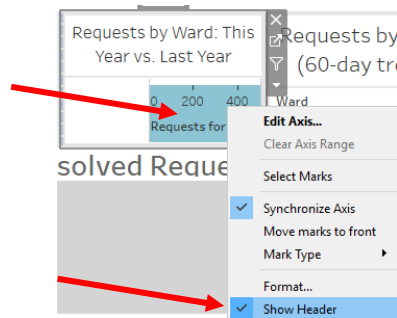 Requests by Ward: This
Year vs. Last Year
Requests by
(60-day tre
0 200 400
Requests for
Ward
solved Reque
Edit Axis...
Clear Axis Range
Select Marks
Synchronize Axis
Move marks to front
Mark Type
Format...
Show Header